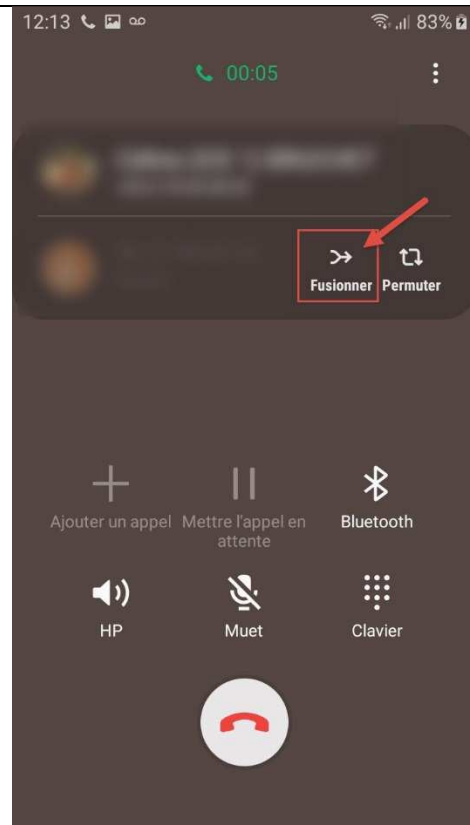 12:13 83%
00:05
Fusionner Permuter
Ajouter un appel Mettre l'appel en attente Bluetooth
HP Muet Clavier